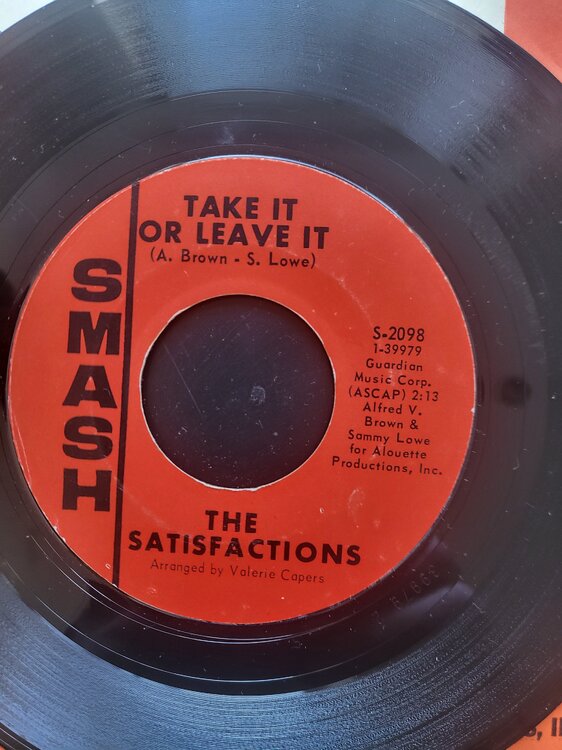 TAKE IT
OR LEAVE IT
(A. Brown - S. Lowe)
SMASH
S-2098
1-39979
Guardian
Music Corp.
(ASCAP) 2:13
Alfred V.
Brown &
Sammy Lowe
for Alouette
Productions, Inc.
THE
SATISFACTIONS
Arranged by Valerie Capers